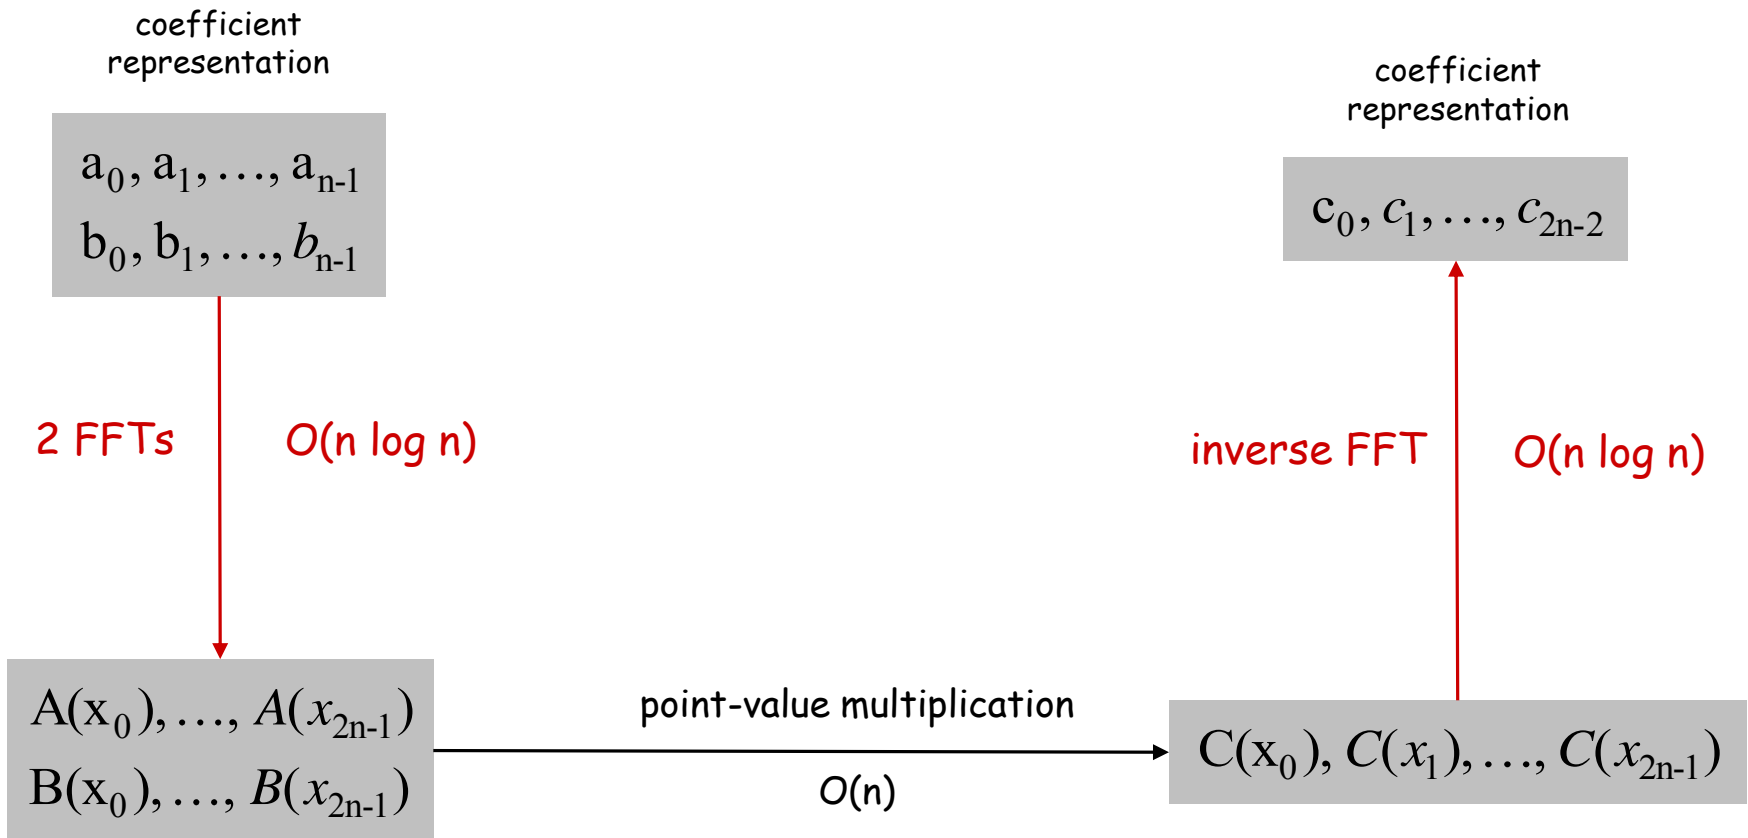 coefficient
representation
a₀, a₁, …, aₙ₋₁
b₀, b₁, …, bₙ₋₁
2 FFTs
O(n log n)
A(x₀), …, A(x₂ₙ₋₁)
B(x₀), …, B(x₂ₙ₋₁)
point-value multiplication
O(n)
coefficient
representation
c₀, c₁, …, c₂ₙ₋₂
inverse FFT
O(n log n)
C(x₀), C(x₁), …, C(x₂ₙ₋₁)